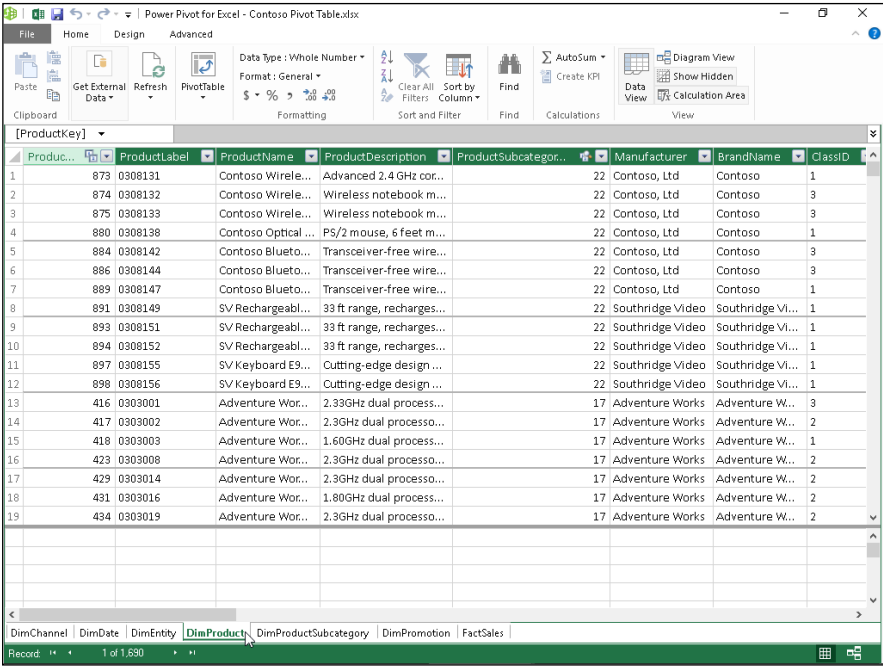 Power Pivot for Excel - Contoso Pivot Table.xlsx
File Home Design Advanced
Paste
Clipboard
Get External Data
Refresh
PivotTable
Data Type : Whole Number
Format : General
$ % , .00 .00
Formatting
Clear All Filters
Sort by Column
Sort and Filter
Find
Find
AutoSum
Create KPI
Calculations
Data View
Diagram View
Show Hidden
Calculation Area
View
[ProductKey]
Produc... ProductLabel ProductName ProductDescription ProductSubcategor... Manufacturer BrandName ClassID
1 873 0308131 Contoso Wirele... Advanced 2.4 GHz cor... 22 Contoso, Ltd Contoso 1
2 874 0308132 Contoso Wirele... Wireless notebook m... 22 Contoso, Ltd Contoso 3
3 875 0308133 Contoso Wirele... Wireless notebook m... 22 Contoso, Ltd Contoso 3
4 880 0308138 Contoso Optical ... PS/2 mouse, 6 feet m... 22 Contoso, Ltd Contoso 1
5 884 0308142 Contoso Blueto... Transceiver-free wire... 22 Contoso, Ltd Contoso 3
6 886 0308144 Contoso Blueto... Transceiver-free wire... 22 Contoso, Ltd Contoso 3
7 889 0308147 Contoso Blueto... Transceiver-free wire... 22 Contoso, Ltd Contoso 1
8 891 0308149 SV Rechargeabl... 33 ft range, recharges... 22 Southridge Video Southridge Vi... 1
9 893 0308151 SV Rechargeabl... 33 ft range, recharges... 22 Southridge Video Southridge Vi... 1
10 894 0308152 SV Rechargeabl... 33 ft range, recharges... 22 Southridge Video Southridge Vi... 1
11 897 0308155 SV Keyboard E9... Cutting-edge design ... 22 Southridge Video Southridge Vi... 1
12 898 0308156 SV Keyboard E9... Cutting-edge design ... 22 Southridge Video Southridge Vi... 1
13 416 0303001 Adventure Wor... 2.33GHz dual process... 17 Adventure Works Adventure W... 3
14 417 0303002 Adventure Wor... 2.3GHz dual processo... 17 Adventure Works Adventure W... 2
15 418 0303003 Adventure Wor... 1.60GHz dual process... 17 Adventure Works Adventure W... 1
16 423 0303008 Adventure Wor... 2.3GHz dual processo... 17 Adventure Works Adventure W... 2
17 429 0303014 Adventure Wor... 2.3GHz dual processo... 17 Adventure Works Adventure W... 2
18 431 0303016 Adventure Wor... 1.80GHz dual process... 17 Adventure Works Adventure W... 2
19 434 0303019 Adventure Wor... 2.3GHz dual processo... 17 Adventure Works Adventure W... 2
DimChannel DimDate DimEntity DimProduct DimProductSubcategory DimPromotion FactSales
Record: 1 of 1,690